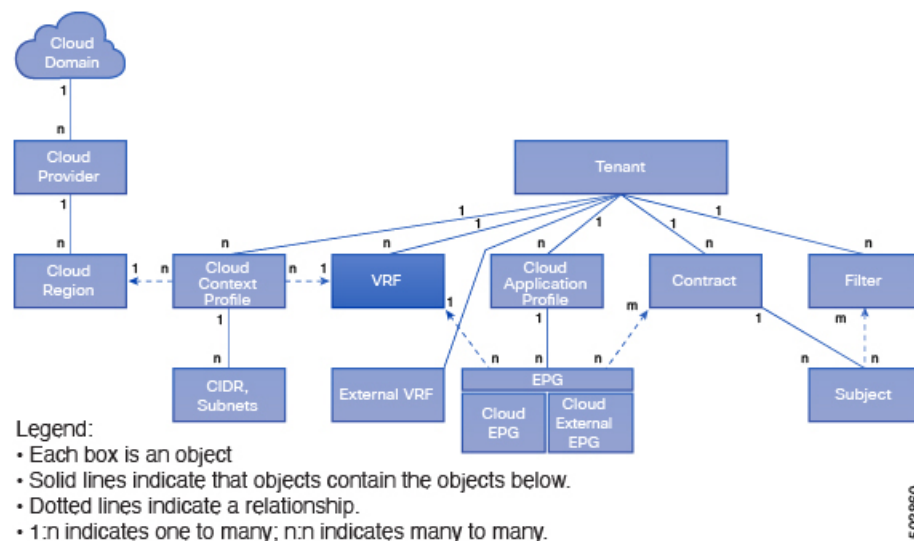 Cloud
Domain
1
n
Cloud
Provider
Tenant
1
1
1
1
1
1
n
n
n
n
n
n
Cloud
Region
1
n
Cloud
Context
Profile
n
1
VRF
Cloud
Application
Profile
Contract
Filter
1
1
1
m
1
m
n
n
n
n
n
n
CIDR,
Subnets
External VRF
EPG
Cloud
EPG
Cloud
External
EPG
Subject
Legend:
• Each box is an object
• Solid lines indicate that objects contain the objects below.
• Dotted lines indicate a relationship.
• 1:n indicates one to many; n:n indicates many to many.